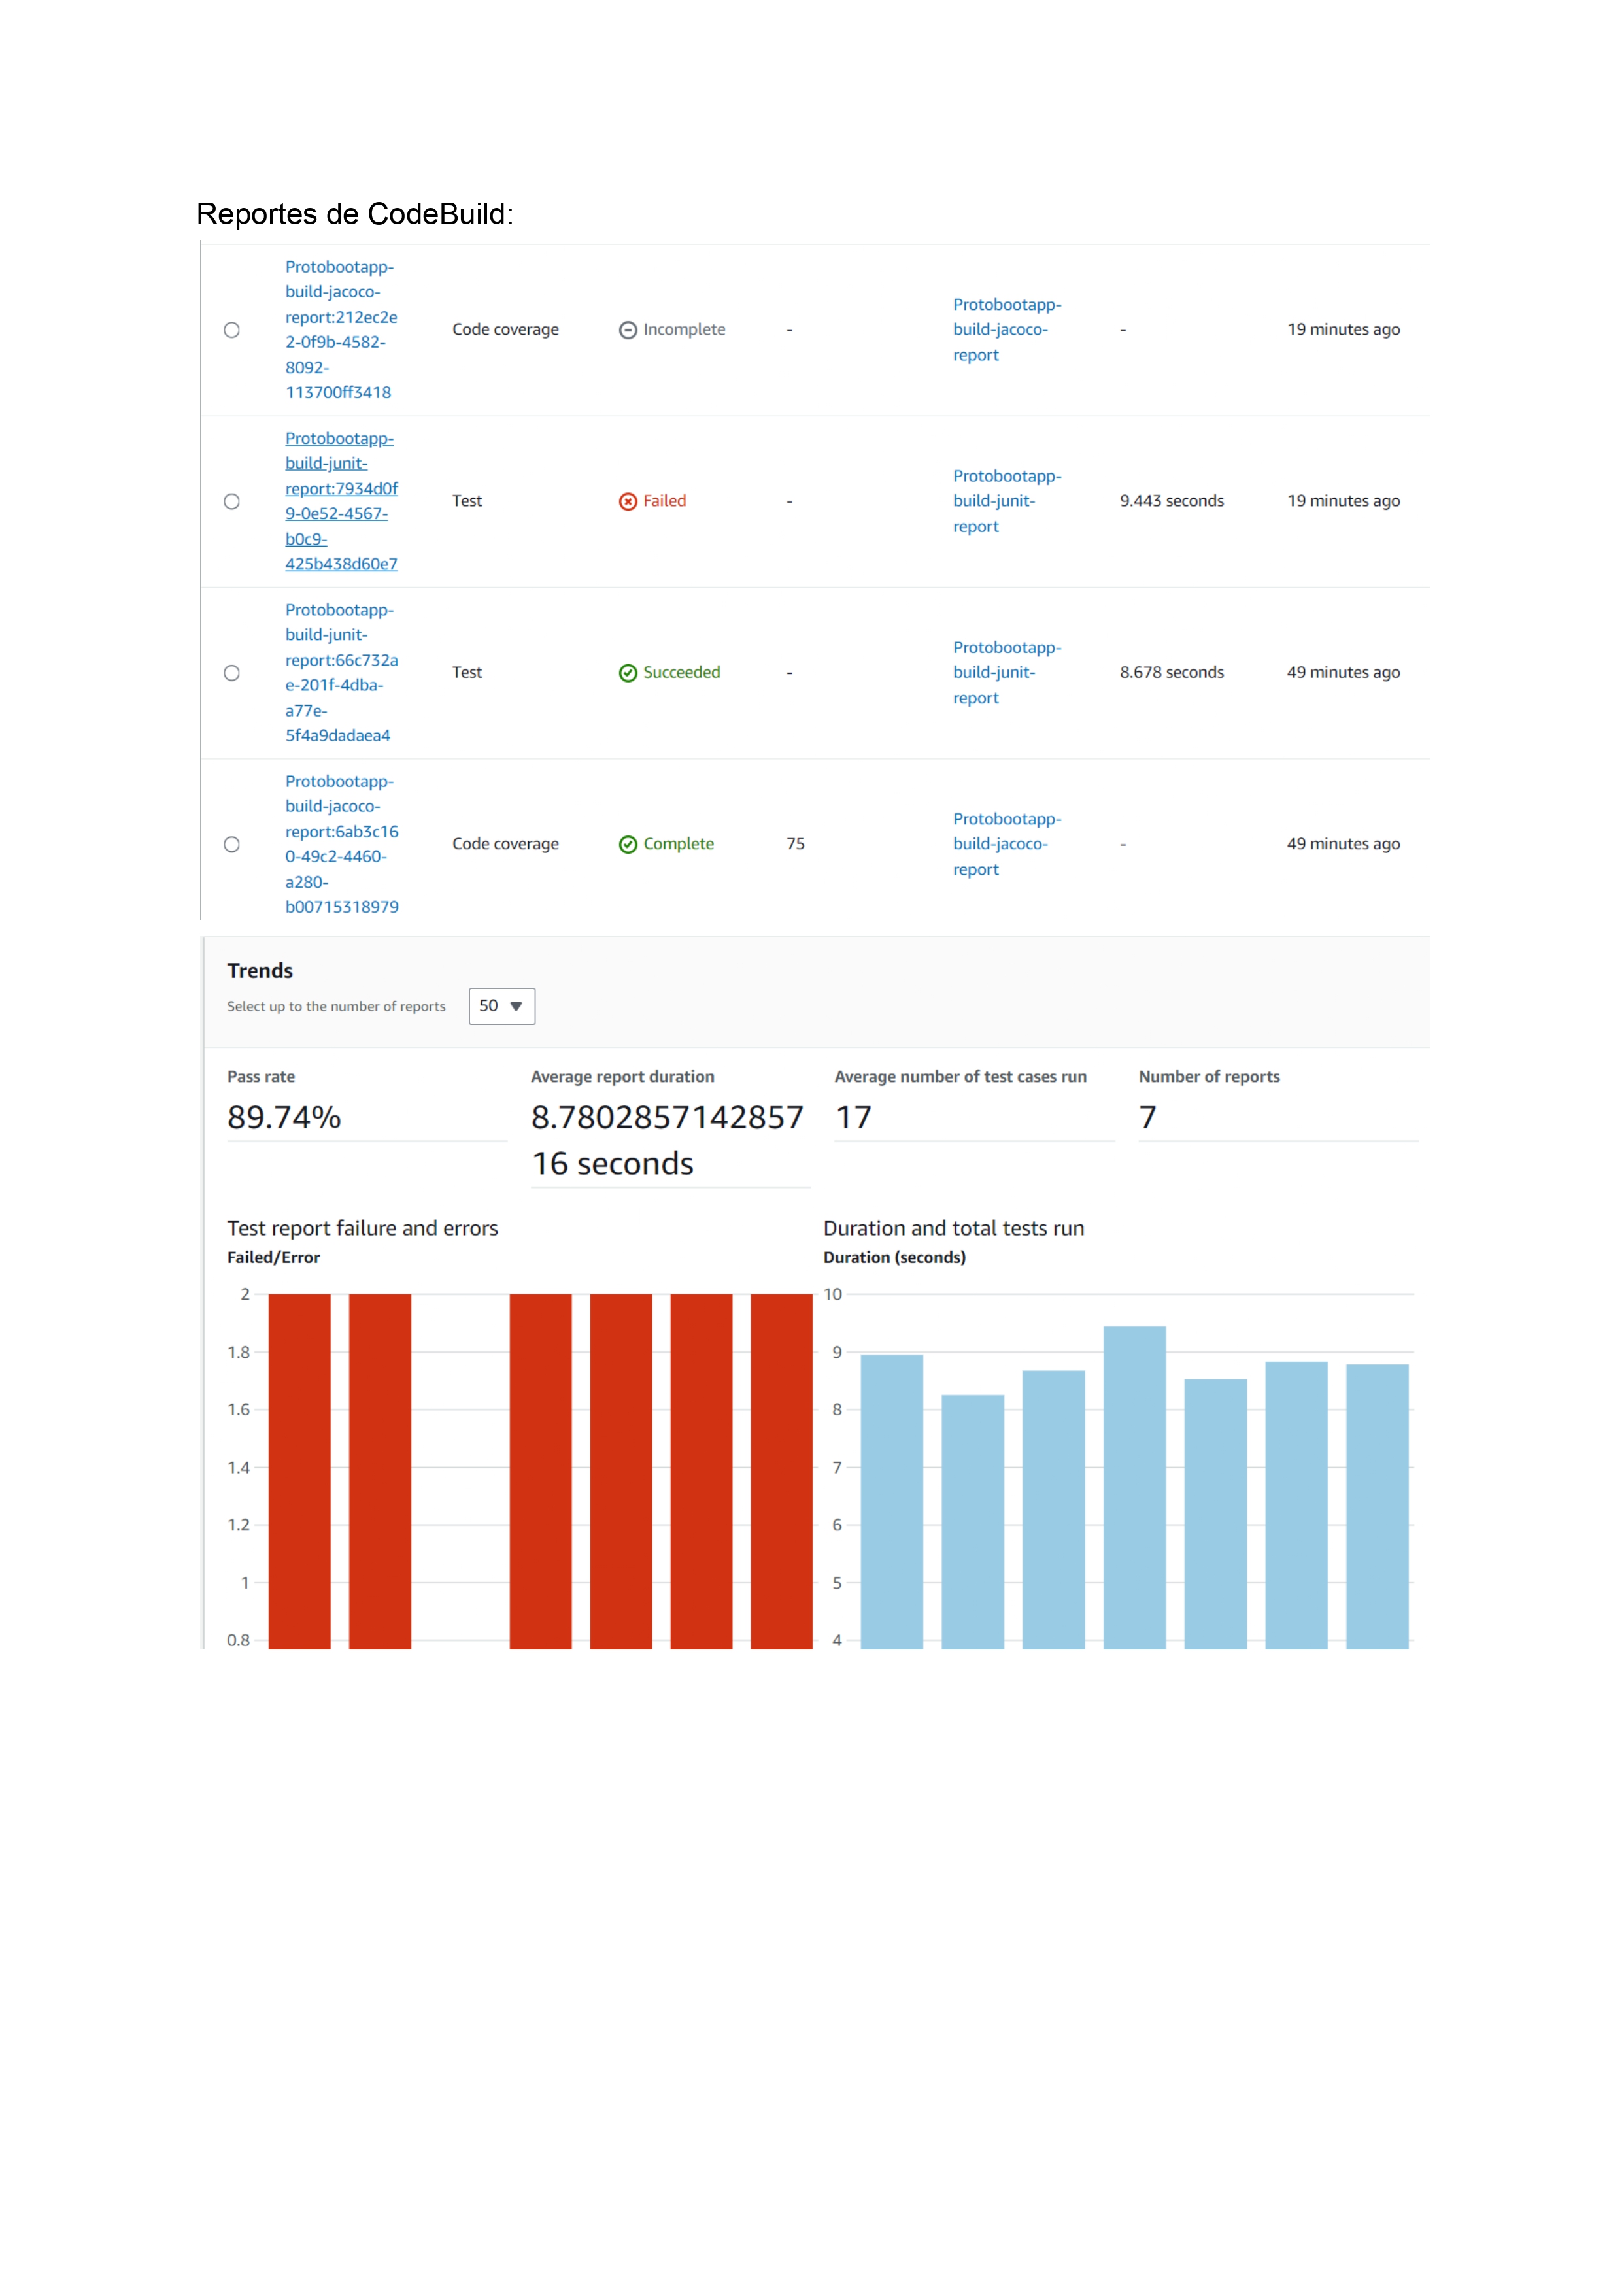 Reportes de CodeBuild:
Protobootapp-
build-jacoco-
report:212ec2e
2-0f9b-4582-
8092-
113700ff3418
Code coverage
Incomplete
-
Protobootapp-
build-jacoco-
report
-
19 minutes ago
Protobootapp-
build-junit-
report:7934d0f
9-0e52-4567-
b0c9-
425b438d60e7
Test
Failed
-
Protobootapp-
build-junit-
report
9.443 seconds
19 minutes ago
Protobootapp-
build-junit-
report:66c732a
e-201f-4dba-
a77e-
5f4a9dadaea4
Test
Succeeded
-
Protobootapp-
build-junit-
report
8.678 seconds
49 minutes ago
Protobootapp-
build-jacoco-
report:6ab3c16
0-49c2-4460-
a280-
b00715318979
Code coverage
Complete
75
Protobootapp-
build-jacoco-
report
-
49 minutes ago
Trends
Select up to the number of reports
50
Pass rate
89.74%
Average report duration
8.7802857142857
16 seconds
Average number of test cases run
17
Number of reports
7
Test report failure and errors
Failed/Error
2
1.8
1.6
1.4
1.2
1
0.8
Duration and total tests run
Duration (seconds)
10
9
8
7
6
5
4